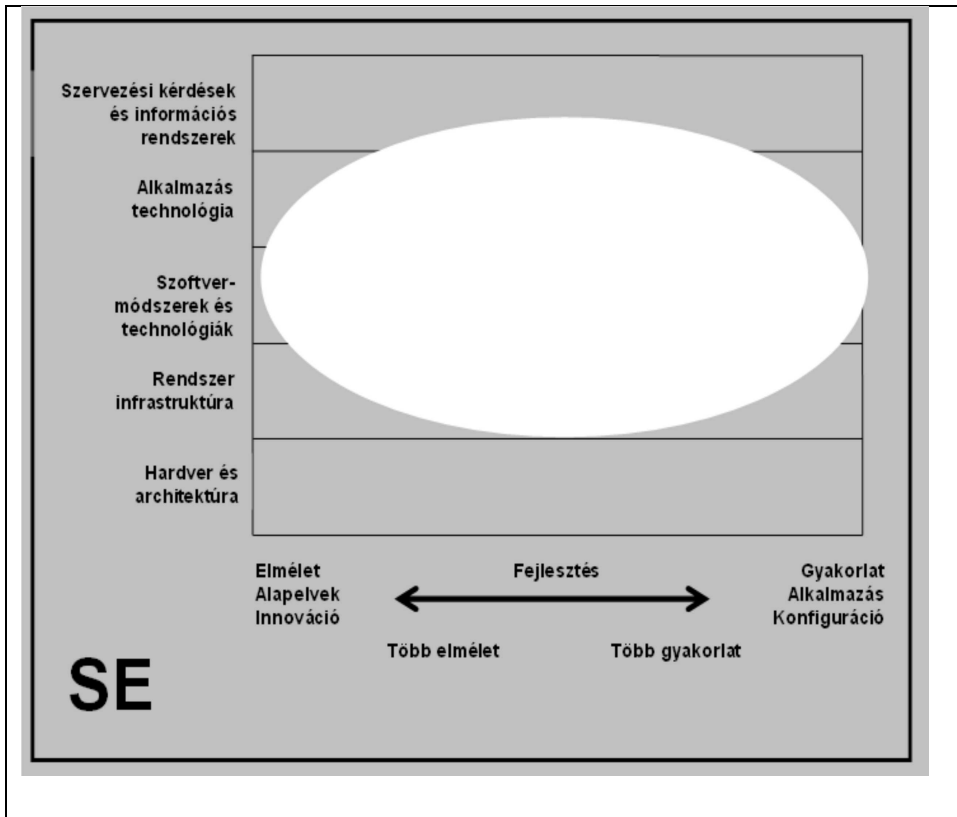 Szervezési kérdések
és információs
rendszerek
Alkalmazás
technológia
Szoftver-
módszerek és
technológiák
Rendszer
infrastruktúra
Hardver és
architektúra
Elmélet
Alapelvek
Innováció
Fejlesztés
Gyakorlat
Alkalmazás
Konfiguráció
Több elmélet
Több gyakorlat
SE